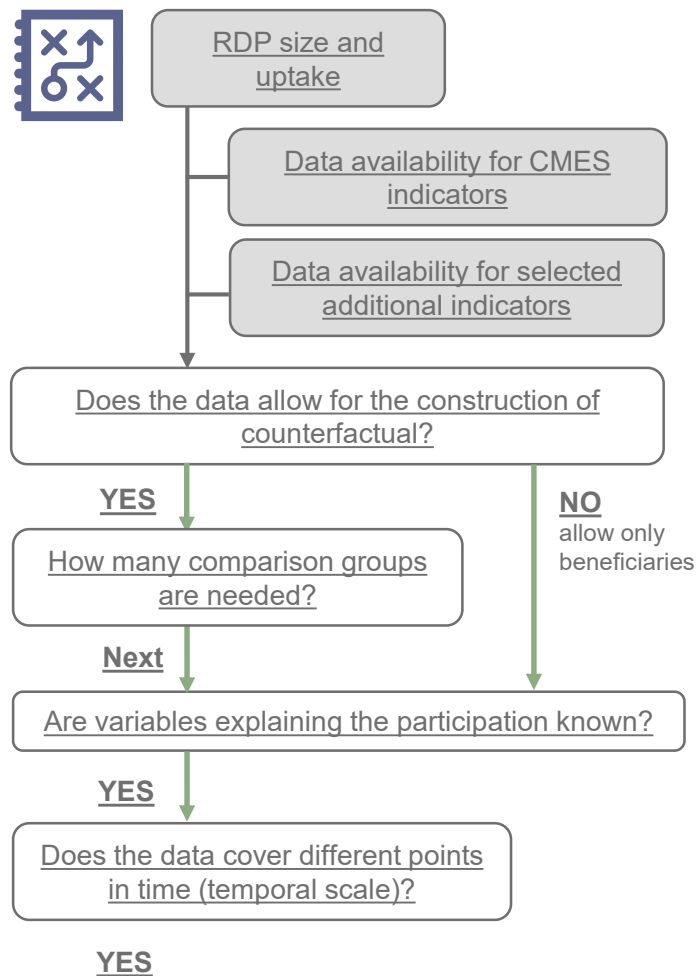 RDP size and
uptake
Data availability for CMES
indicators
Data availability for selected
additional indicators
Does the data allow for the construction of
counterfactual?
YES
NO
allow only
beneficiaries
How many comparison groups
are needed?
Next
Are variables explaining the participation known?
YES
Does the data cover different points
in time (temporal scale)?
YES